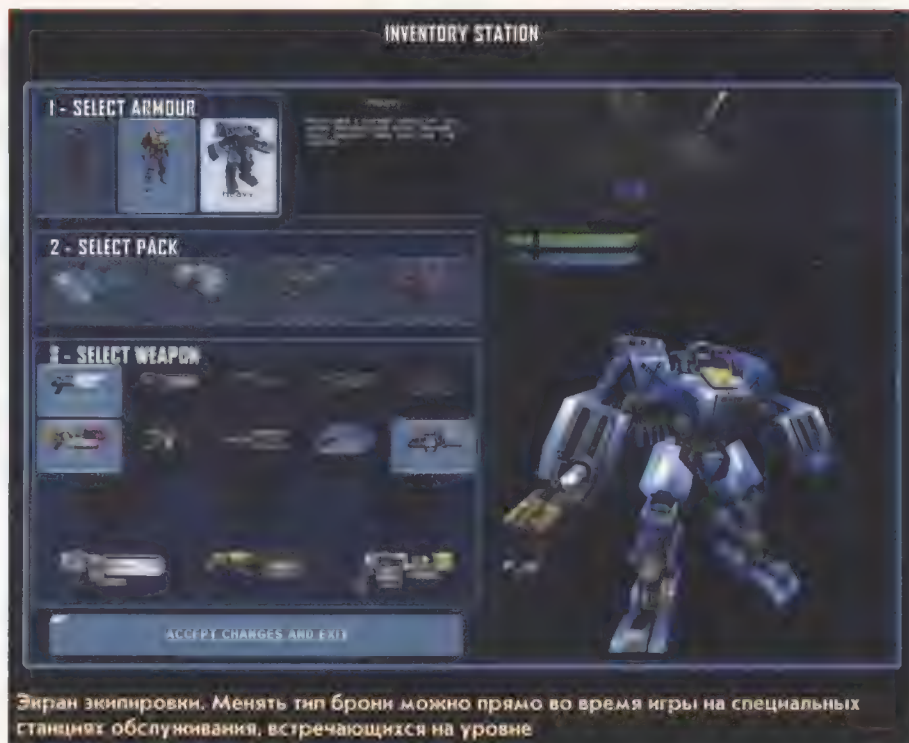 INVENTORY STATION
1 - SELECT ARMOUR
HEAVY
2 - SELECT PACK
3 - SELECT WEAPON
ACCEPT CHANGES AND EXIT
Экран экипировки. Менять тип брони можно прямо во время игры на специальных
станциях обслуживания, встречающихся на уровне